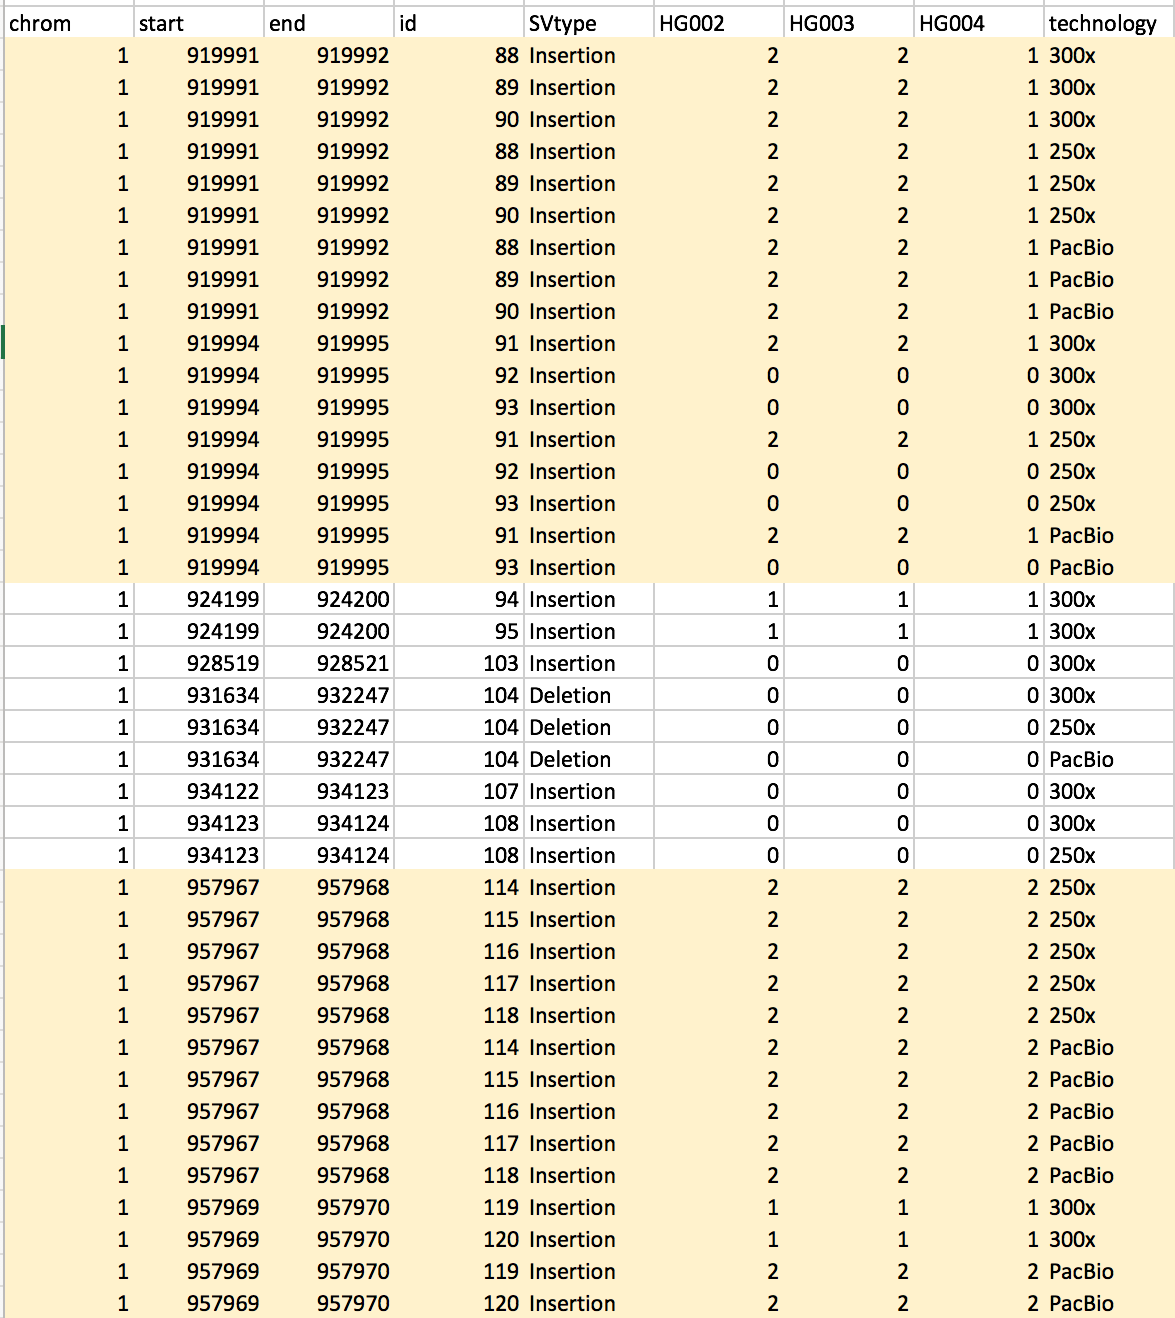 chrom start end id SVtype HG002 HG003 HG004 technology
1 919991 919992 88 Insertion 2 2 1 300x
1 919991 919992 89 Insertion 2 2 1 300x
1 919991 919992 90 Insertion 2 2 1 300x
1 919991 919992 88 Insertion 2 2 1 250x
1 919991 919992 89 Insertion 2 2 1 250x
1 919991 919992 90 Insertion 2 2 1 250x
1 919991 919992 88 Insertion 2 2 1 PacBio
1 919991 919992 89 Insertion 2 2 1 PacBio
1 919991 919992 90 Insertion 2 2 1 PacBio
1 919994 919995 91 Insertion 2 2 1 300x
1 919994 919995 92 Insertion 0 0 0 300x
1 919994 919995 93 Insertion 0 0 0 300x
1 919994 919995 91 Insertion 2 2 1 250x
1 919994 919995 92 Insertion 0 0 0 250x
1 919994 919995 93 Insertion 0 0 0 250x
1 919994 919995 91 Insertion 2 2 1 PacBio
1 919994 919995 93 Insertion 0 0 0 PacBio
1 924199 924200 94 Insertion 1 1 1 300x
1 924199 924200 95 Insertion 1 1 1 300x
1 928519 928521 103 Insertion 0 0 0 300x
1 931634 932247 104 Deletion 0 0 0 300x
1 931634 932247 104 Deletion 0 0 0 250x
1 931634 932247 104 Deletion 0 0 0 PacBio
1 934122 934123 107 Insertion 0 0 0 300x
1 934123 934124 108 Insertion 0 0 0 300x
1 934123 934124 108 Insertion 0 0 0 250x
1 957967 957968 114 Insertion 2 2 2 250x
1 957967 957968 115 Insertion 2 2 2 250x
1 957967 957968 116 Insertion 2 2 2 250x
1 957967 957968 117 Insertion 2 2 2 250x
1 957967 957968 118 Insertion 2 2 2 250x
1 957967 957968 114 Insertion 2 2 2 PacBio
1 957967 957968 115 Insertion 2 2 2 PacBio
1 957967 957968 116 Insertion 2 2 2 PacBio
1 957967 957968 117 Insertion 2 2 2 PacBio
1 957967 957968 118 Insertion 2 2 2 PacBio
1 957969 957970 119 Insertion 1 1 1 300x
1 957969 957970 120 Insertion 1 1 1 300x
1 957969 957970 119 Insertion 2 2 2 PacBio
1 957969 957970 120 Insertion 2 2 2 PacBio